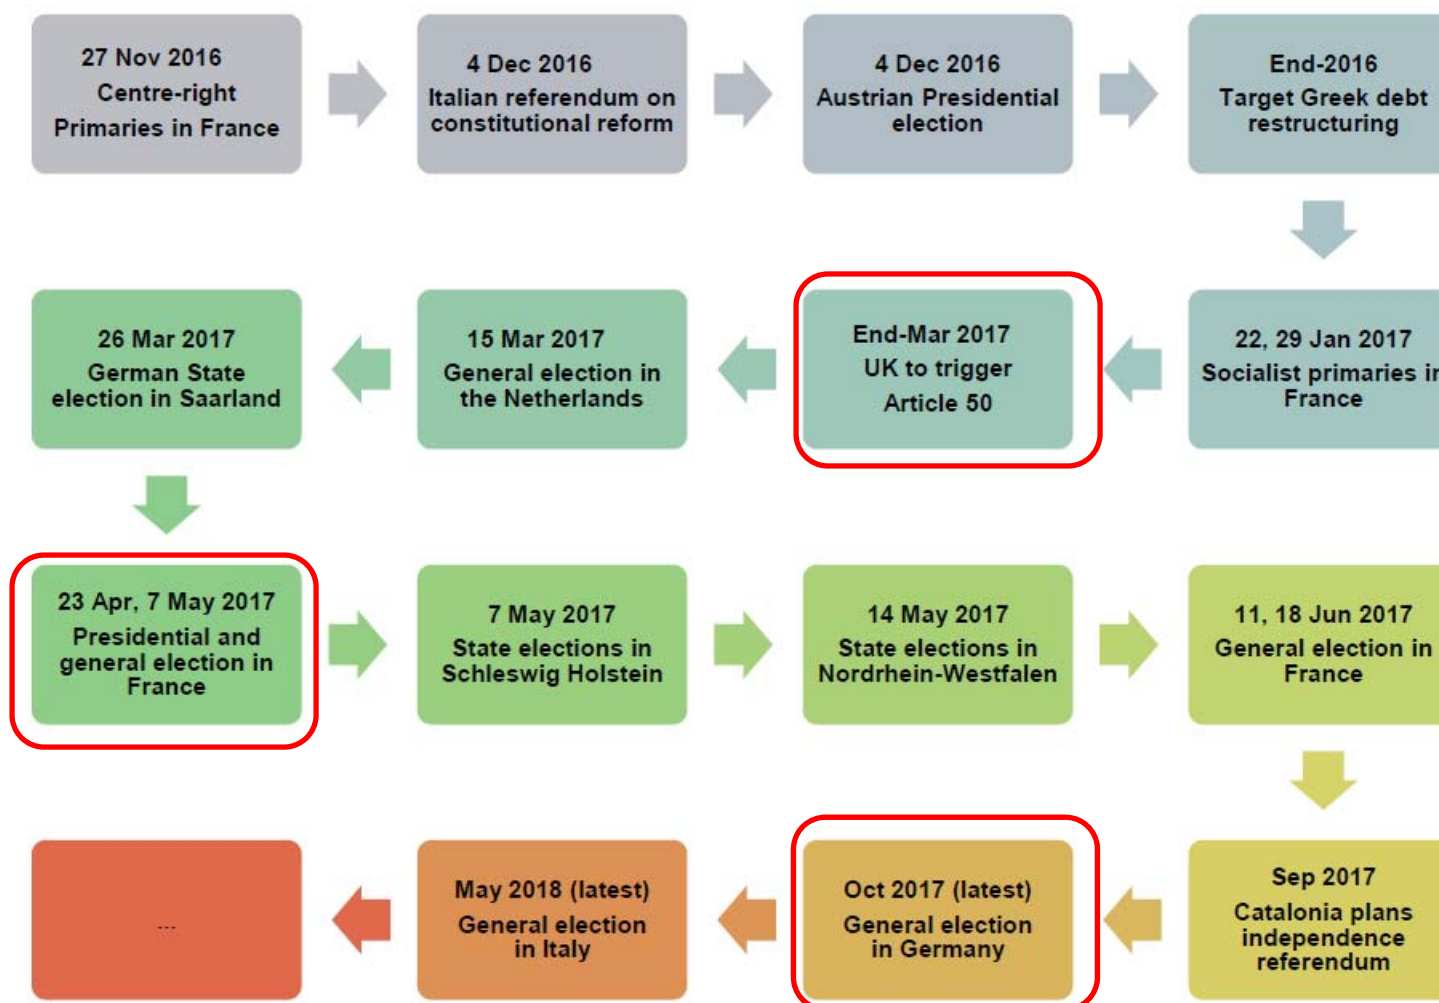 27 Nov 2016
Centre-right
Primaries in France
4 Dec 2016
Italian referendum on
constitutional reform
4 Dec 2016
Austrian Presidential
election
End-2016
Target Greek debt
restructuring
22, 29 Jan 2017
Socialist primaries in
France
End-Mar 2017
UK to trigger
Article 50
15 Mar 2017
General election in
the Netherlands
26 Mar 2017
German State
election in Saarland
23 Apr, 7 May 2017
Presidential and
general election in
France
7 May 2017
State elections in
Schleswig Holstein
14 May 2017
State elections in
Nordrhein-Westfalen
11, 18 Jun 2017
General election in
France
Sep 2017
Catalonia plans
independence
referendum
Oct 2017 (latest)
General election
in Germany
May 2018 (latest)
General election
in Italy
...